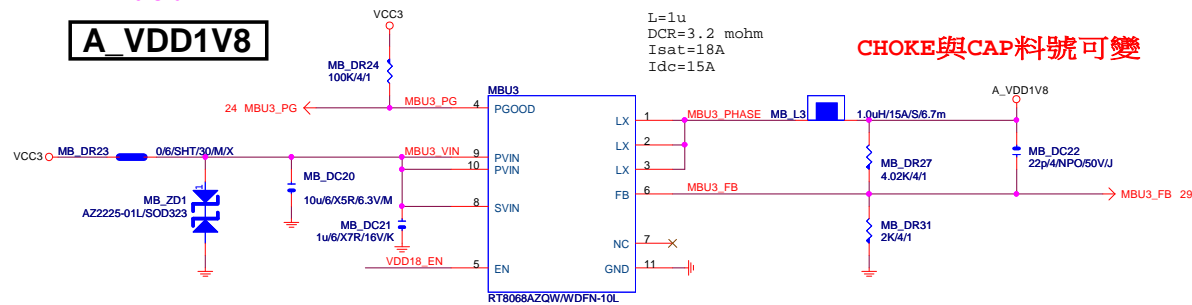 A_VDD1V8
VCC3
MB_DR24
100K/4/1
L=1u
DCR=3.2 mohm
Isat=18A
Idc=15A
CHOKE與CAP料號可變
MBU3
24 MBU3_PG
MBU3_PG
4
PGOOD
LX
1
MBU3_PHASE
MB_L3
1.0uH/15A/S/6.7m
A_VDD1V8
LX
2
LX
3
VCC3
MB_DR23
0/6/SHT/30/M/X
MBU3_VIN
9
PVIN
10
PVIN
MB_DC22
22p/4/NPO/50V/J
MB_DR27
4.02K/4/1
1
MB_ZD1
AZ2225-01L/SOD323
MB_DC20
10u/6/X5R/6.3V/M
8
SVIN
FB
6
MBU3_FB
MBU3_FB 29
MB_DC21
1u/6/X7R/16V/K
MB_DR31
2K/4/1
NC
7
VDD18_EN
5
EN
GND
11
RT8068AZQW/WDFN-10L